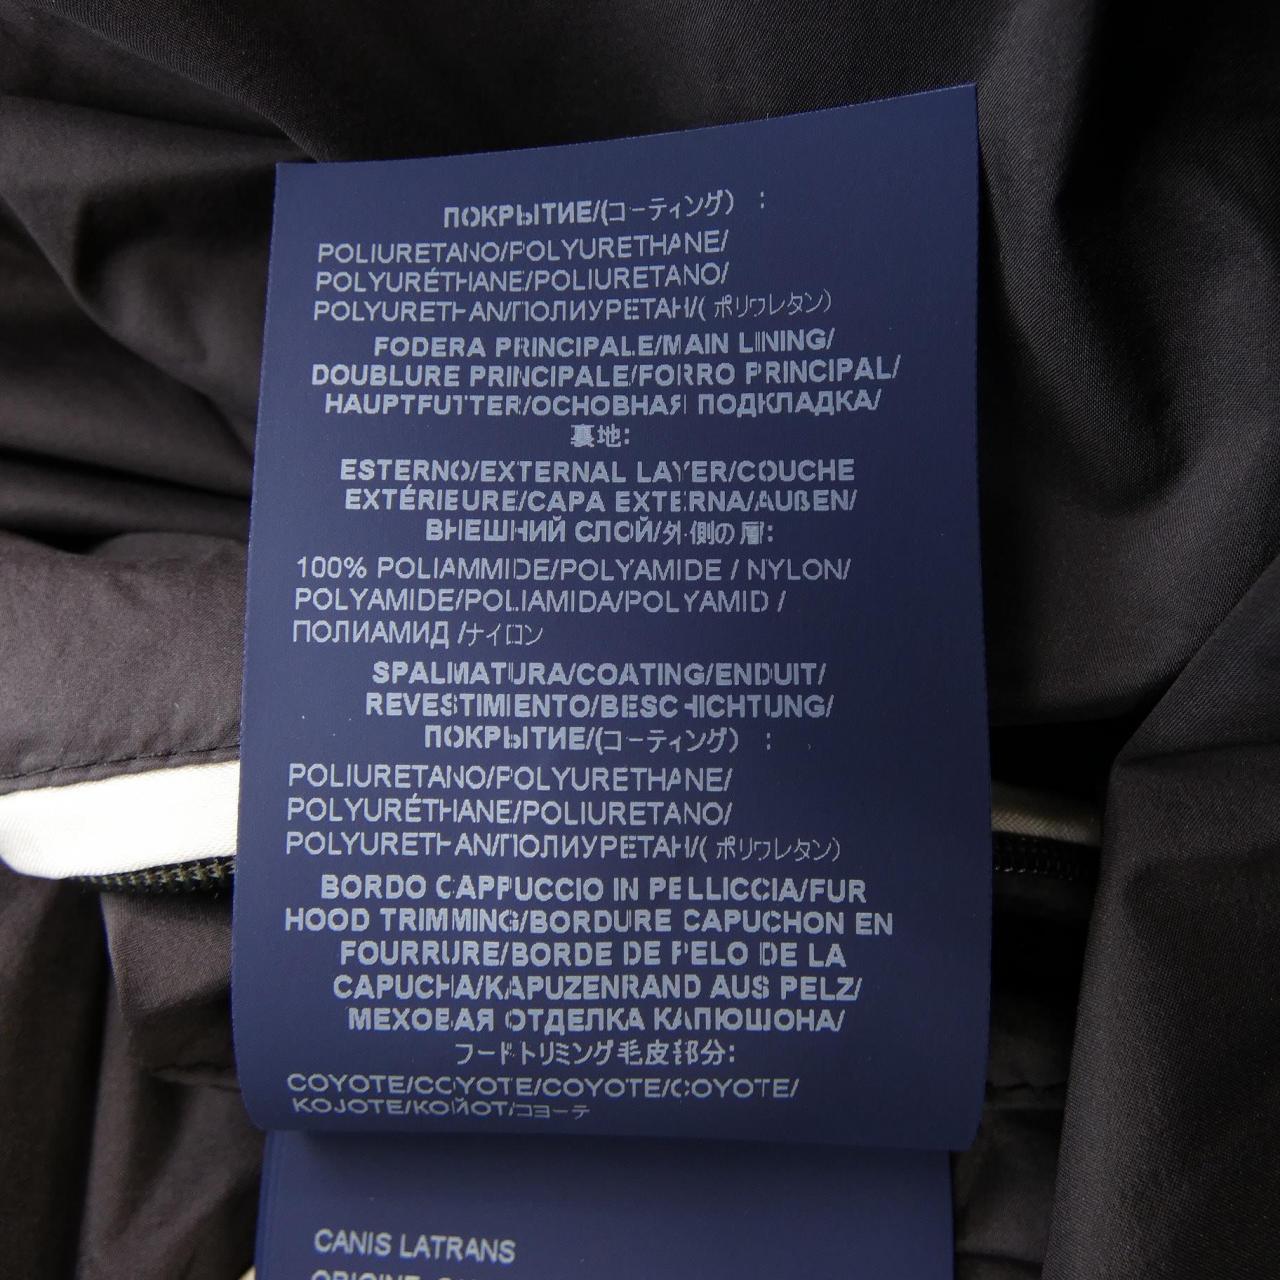 ПОКРЫТИЕ/(コーティング) :
POLIURETANO/POLYURETHANE/
POLYURÉTHANE/POLIURETANO/
POLYURETHAN/ПОЛИУРЕТАН/( ポリウレタン)
FODERA PRINCIPALE/MAIN LINING/
DOUBLURE PRINCIPALE/FORRO PRINCIPAL/
HAUPTFUTTER/ОСНОВНАЯ ПОДКЛАДКА/
裏地:
ESTERNO/EXTERNAL LAYER/COUCHE
EXTÉRIEURE/CAPA EXTERNA/AUßEN/
ВНЕШНИЙ СЛОЙ/外側の層:
100% POLIAMMIDE/POLYAMIDE / NYLON/
POLYAMIDE/POLIAMIDA/POLYAMID /
ПОЛИАМИД /ナイロン
SPALMATURA/COATING/ENDUIT/
REVESTIMIENTO/BESCHICHTUNG/
ПОКРЫТИЕ/(コーティング) :
POLIURETANO/POLYURETHANE/
POLYURÉTHANE/POLIURETANO/
POLYURETHAN/ПОЛИУРЕТАН/( ポリウレタン)
BORDO CAPPUCCIO IN PELLICCIA/FUR
HOOD TRIMMING/BORDURE CAPUCHON EN
FOURRURE/BORDE DE PELO DE LA
CAPUCHA/KAPUZENRAND AUS PELZ/
МЕХОВАЯ ОТДЕЛКА КАПЮШОНА/
フードトリミング毛皮部分:
COYOTE/COYOTE/COYOTE/COYOTE/
KOJOTE/КОЙОТ/コヨーテ
CANIS LATRANS